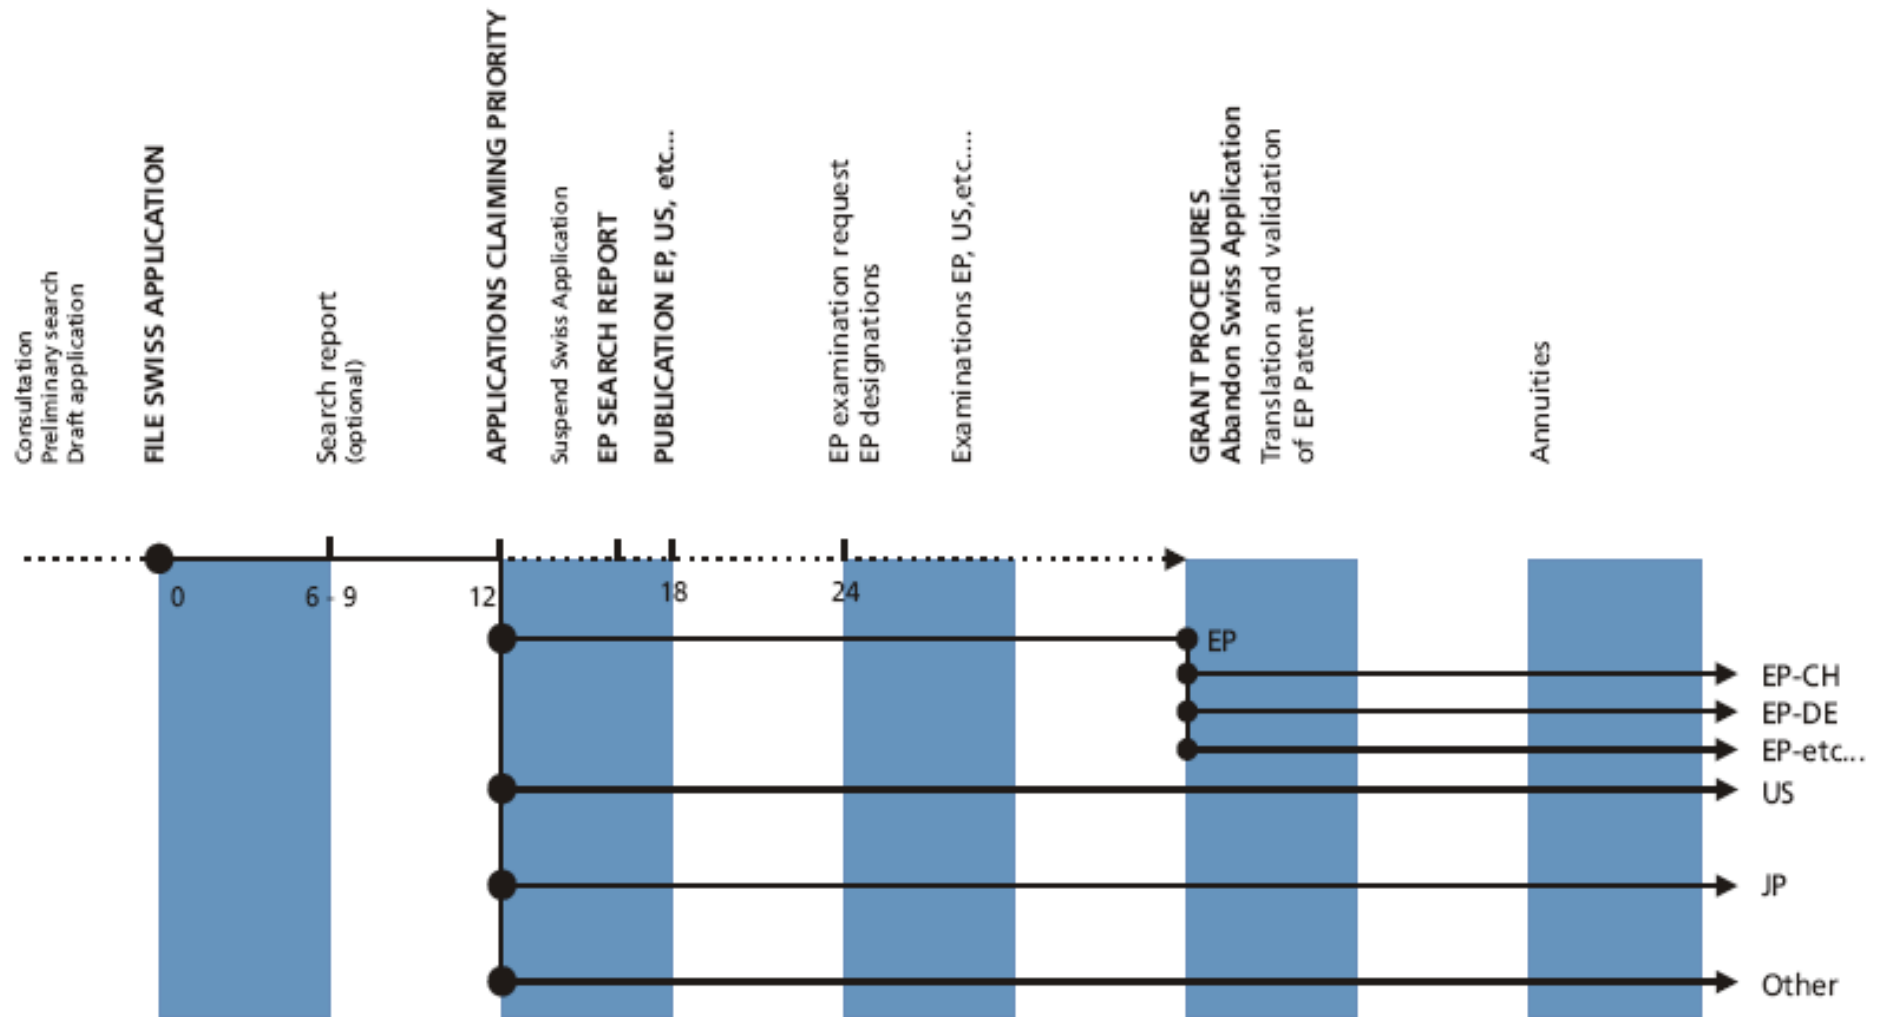 Consultation
Preliminary search
Draft application
FILE SWISS APPLICATION
Search report
(optional)
APPLICATIONS CLAIMING PRIORITY
Suspend Swiss Application
EP SEARCH REPORT
PUBLICATION EP, US, etc...
EP examination request
EP designations
Examinations EP, US,etc....
GRANT PROCEDURES
Abandon Swiss Application
Translation and validation
of EP Patent
Annuities
0
6 - 9
12
18
24
EP
EP-CH
EP-DE
EP-etc...
US
JP
Other